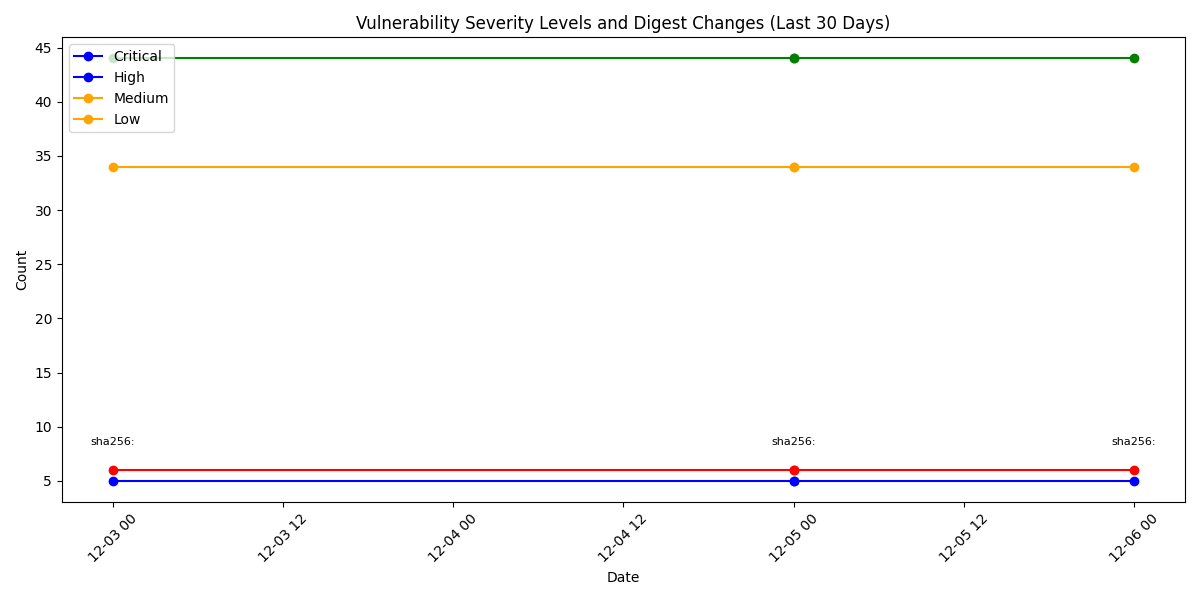 Vulnerability Severity Levels and Digest Changes (Last 30 Days)
Critical
High
Medium
Low
45
40
35
30
25
20
15
10
5
Count
sha256:
sha256:
sha256:
12-03 00
12-03 12
12-04 00
12-04 12
12-05 00
12-05 12
12-06 00
Date